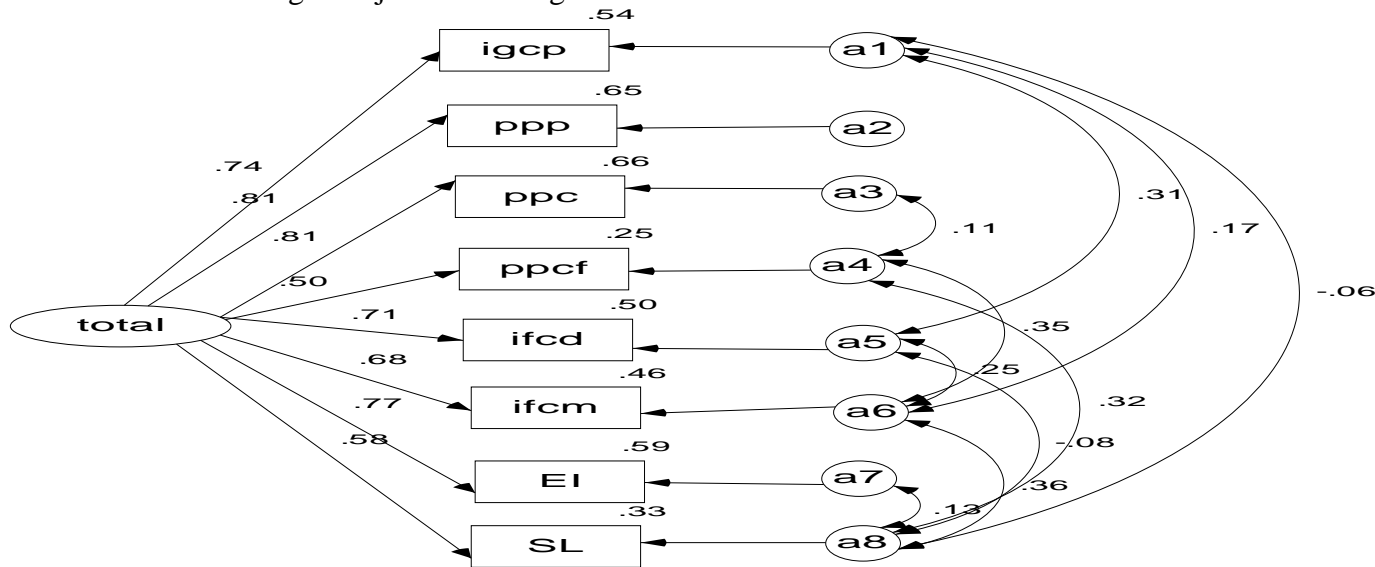 .54
igcp
a1
.65
ppp
a2
.74
.66
.81
ppc
a3
.31
.17
.81
.25
.11
.50
ppcf
a4
-.06
.71
.50
total
ifcd
a5
.35
.68
.46
.25
.77
ifcm
a6
.32
.58
.59
-.08
EI
a7
.36
.33
.13
SL
a8